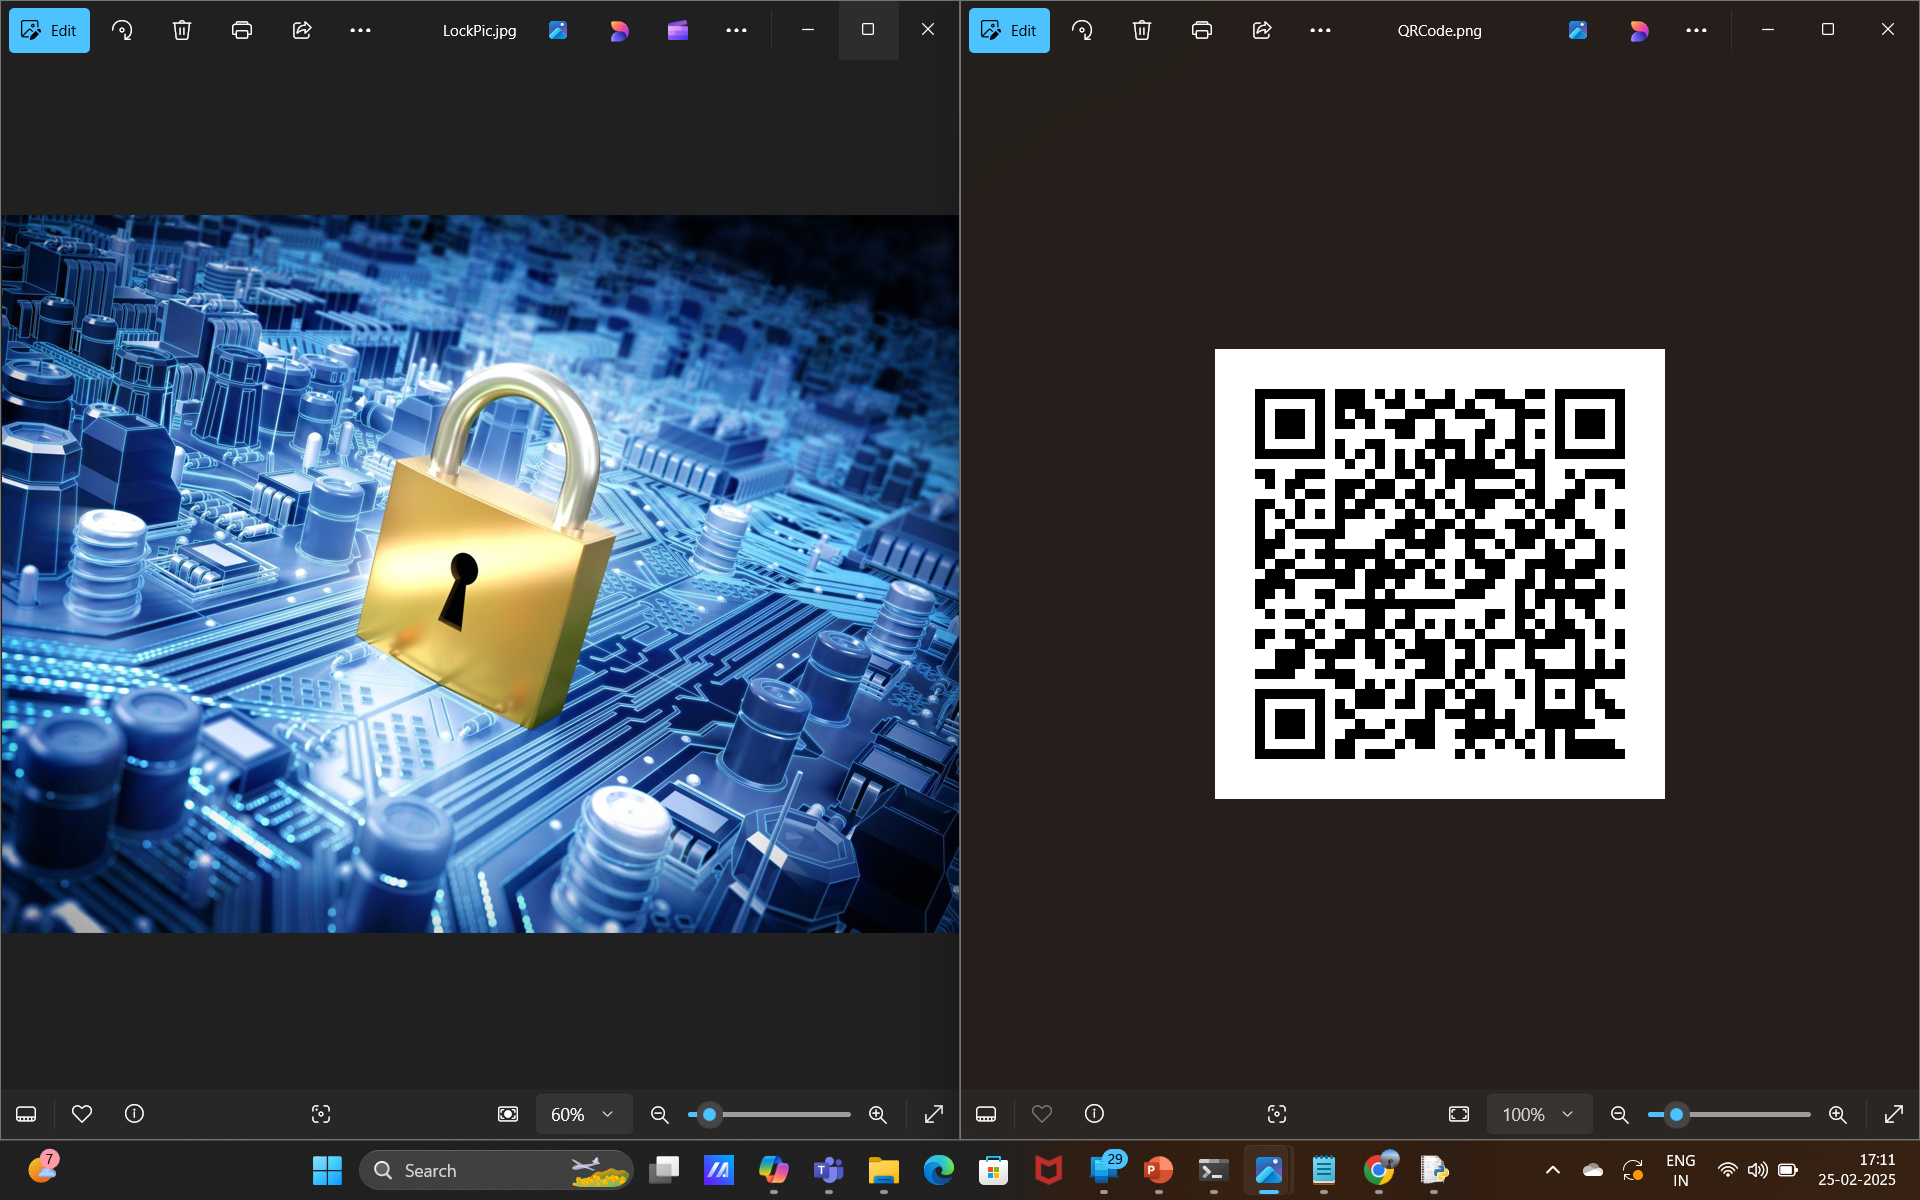 Edit
LockPic.jpg
Edit
QRCode.png
60%
100%
7
Search
29
ENG
IN
17:11
25-02-2025